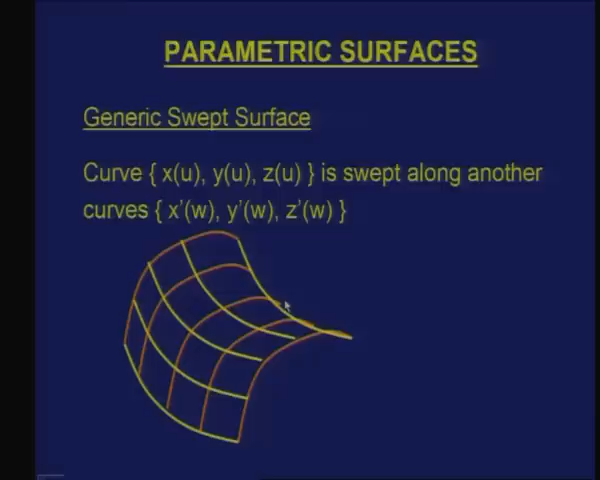 PARAMETRIC SURFACES
Generic Swept Surface
Curve { x(u), y(u), z(u) } is swept along another
curves { x'(w), y'(w), z'(w) }